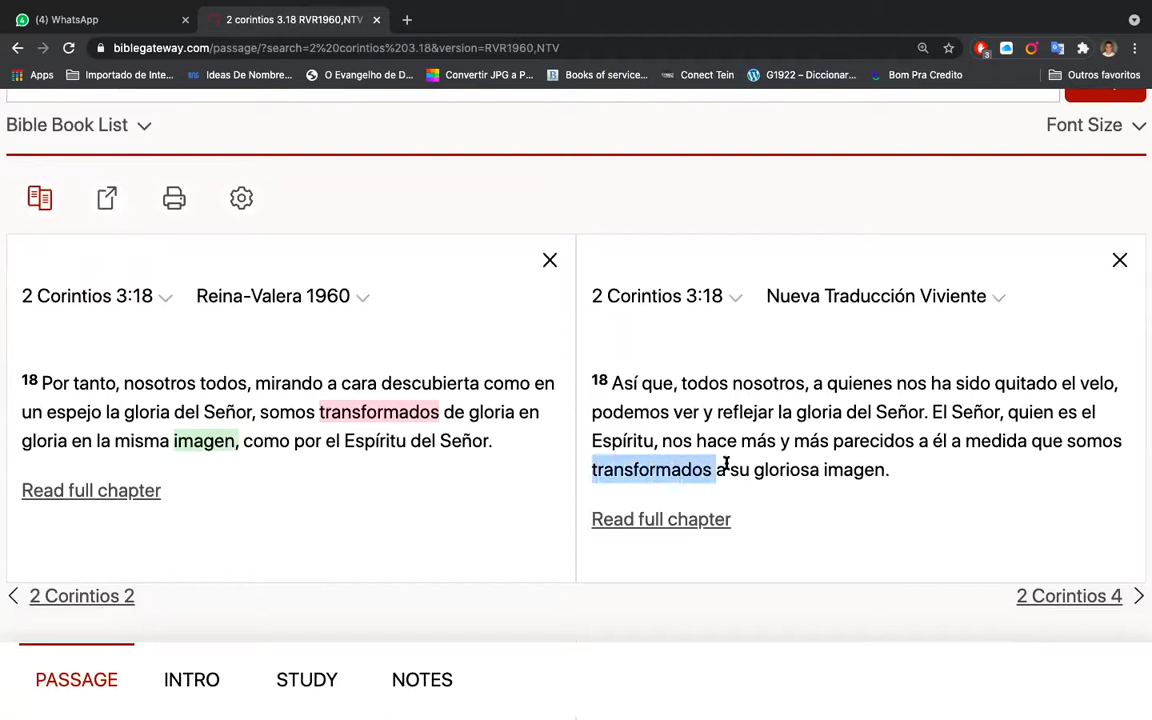 (4) WhatsApp
2 corintios 3.18 RVR1960,NTV
biblegateway.com/passage/?search=2%20corintios%203.18&version=RVR1960,NTV
Apps
Importado de Inte...
Ideas De Nombre...
O Evangelho de D...
Convertir JPG a P...
Books of service...
Conect Tein
G1922 – Diccionar...
Bom Pra Credito
Outros favoritos
Bible Book List
Font Size
2 Corintios 3:18
Reina-Valera 1960
18 Por tanto, nosotros todos, mirando a cara descubierta como en
un espejo la gloria del Señor, somos transformados de gloria en
gloria en la misma imagen, como por el Espíritu del Señor.
Read full chapter
2 Corintios 3:18
Nueva Traducción Viviente
18 Así que, todos nosotros, a quienes nos ha sido quitado el velo,
podemos ver y reflejar la gloria del Señor. El Señor, quien es el
Espíritu, nos hace más y más parecidos a él a medida que somos
transformados a su gloriosa imagen.
Read full chapter
2 Corintios 2
2 Corintios 4
PASSAGE
INTRO
STUDY
NOTES